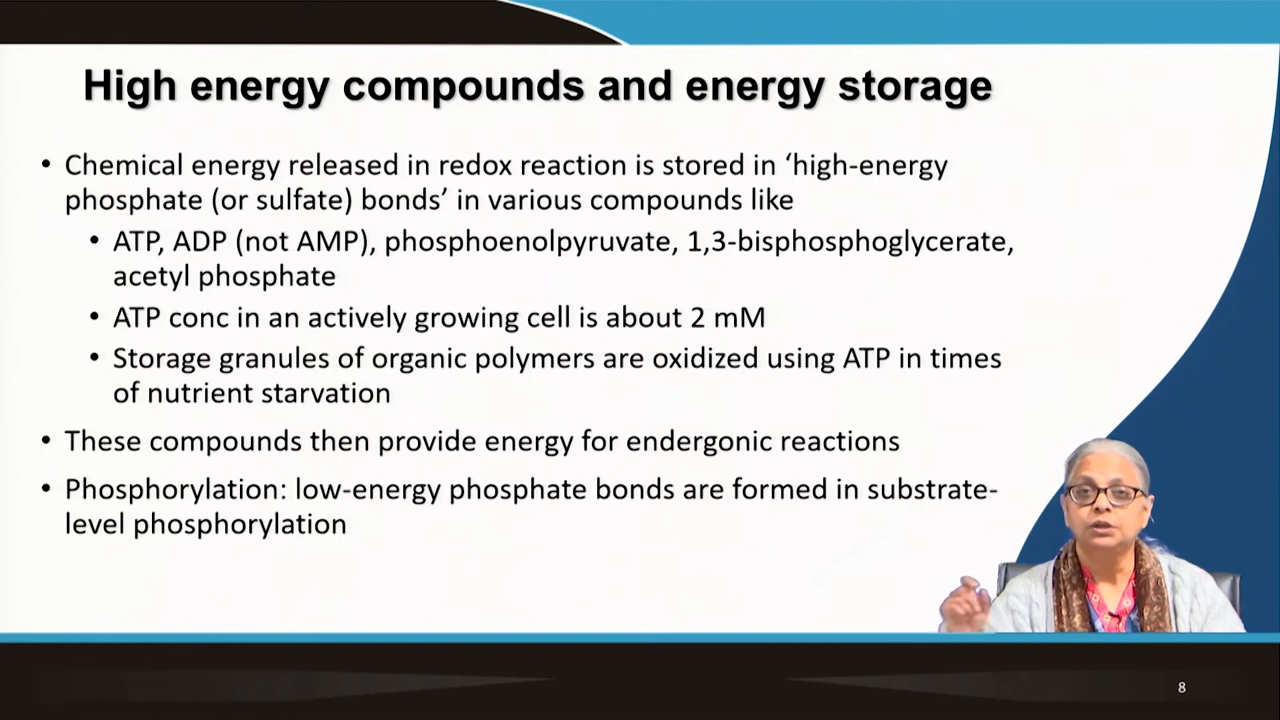 High energy compounds and energy storage
• Chemical energy released in redox reaction is stored in ‘high-energy
phosphate (or sulfate) bonds’ in various compounds like
• ATP, ADP (not AMP), phosphoenolpyruvate, 1,3-bisphosphoglycerate,
acetyl phosphate
• ATP conc in an actively growing cell is about 2 mM
• Storage granules of organic polymers are oxidized using ATP in times
of nutrient starvation
• These compounds then provide energy for endergonic reactions
• Phosphorylation: low-energy phosphate bonds are formed in substrate-
level phosphorylation
8